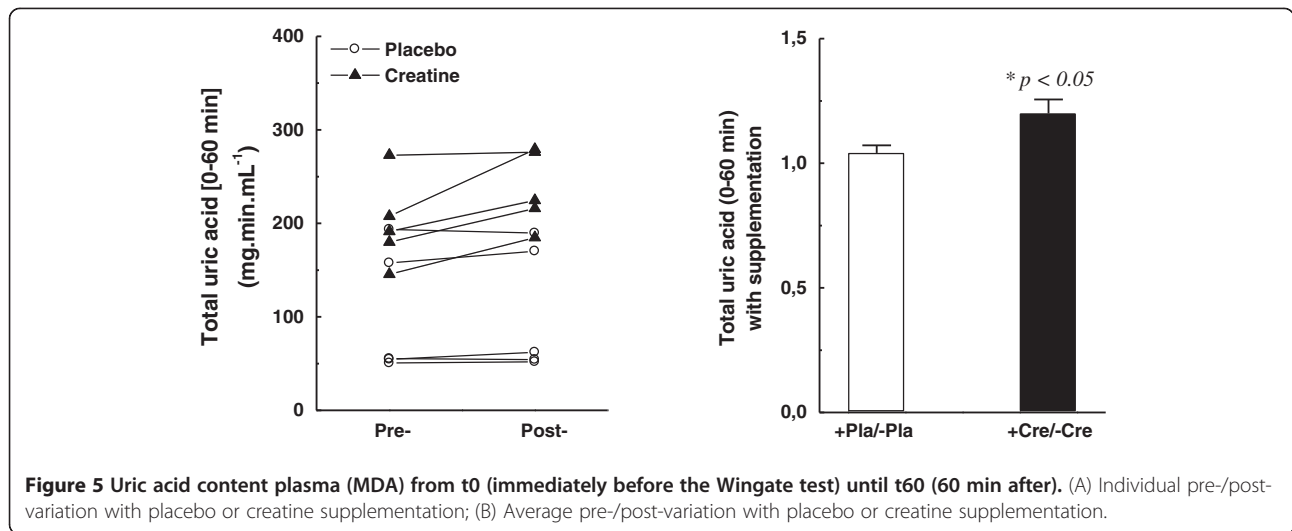 Total uric acid [0-60 min]
(mg.min.mL-1)
400
300
200
100
0
Placebo
Creatine
Pre-
Post-
Total uric acid (0-60 min)
with supplementation
1,5
1,0
0,5
0,0
* p < 0.05
+Pla/-Pla
+Cre/-Cre
Figure 5 Uric acid content plasma (MDA) from t0 (immediately before the Wingate test) until t60 (60 min after). (A) Individual pre-/post-
variation with placebo or creatine supplementation; (B) Average pre-/post-variation with placebo or creatine supplementation.